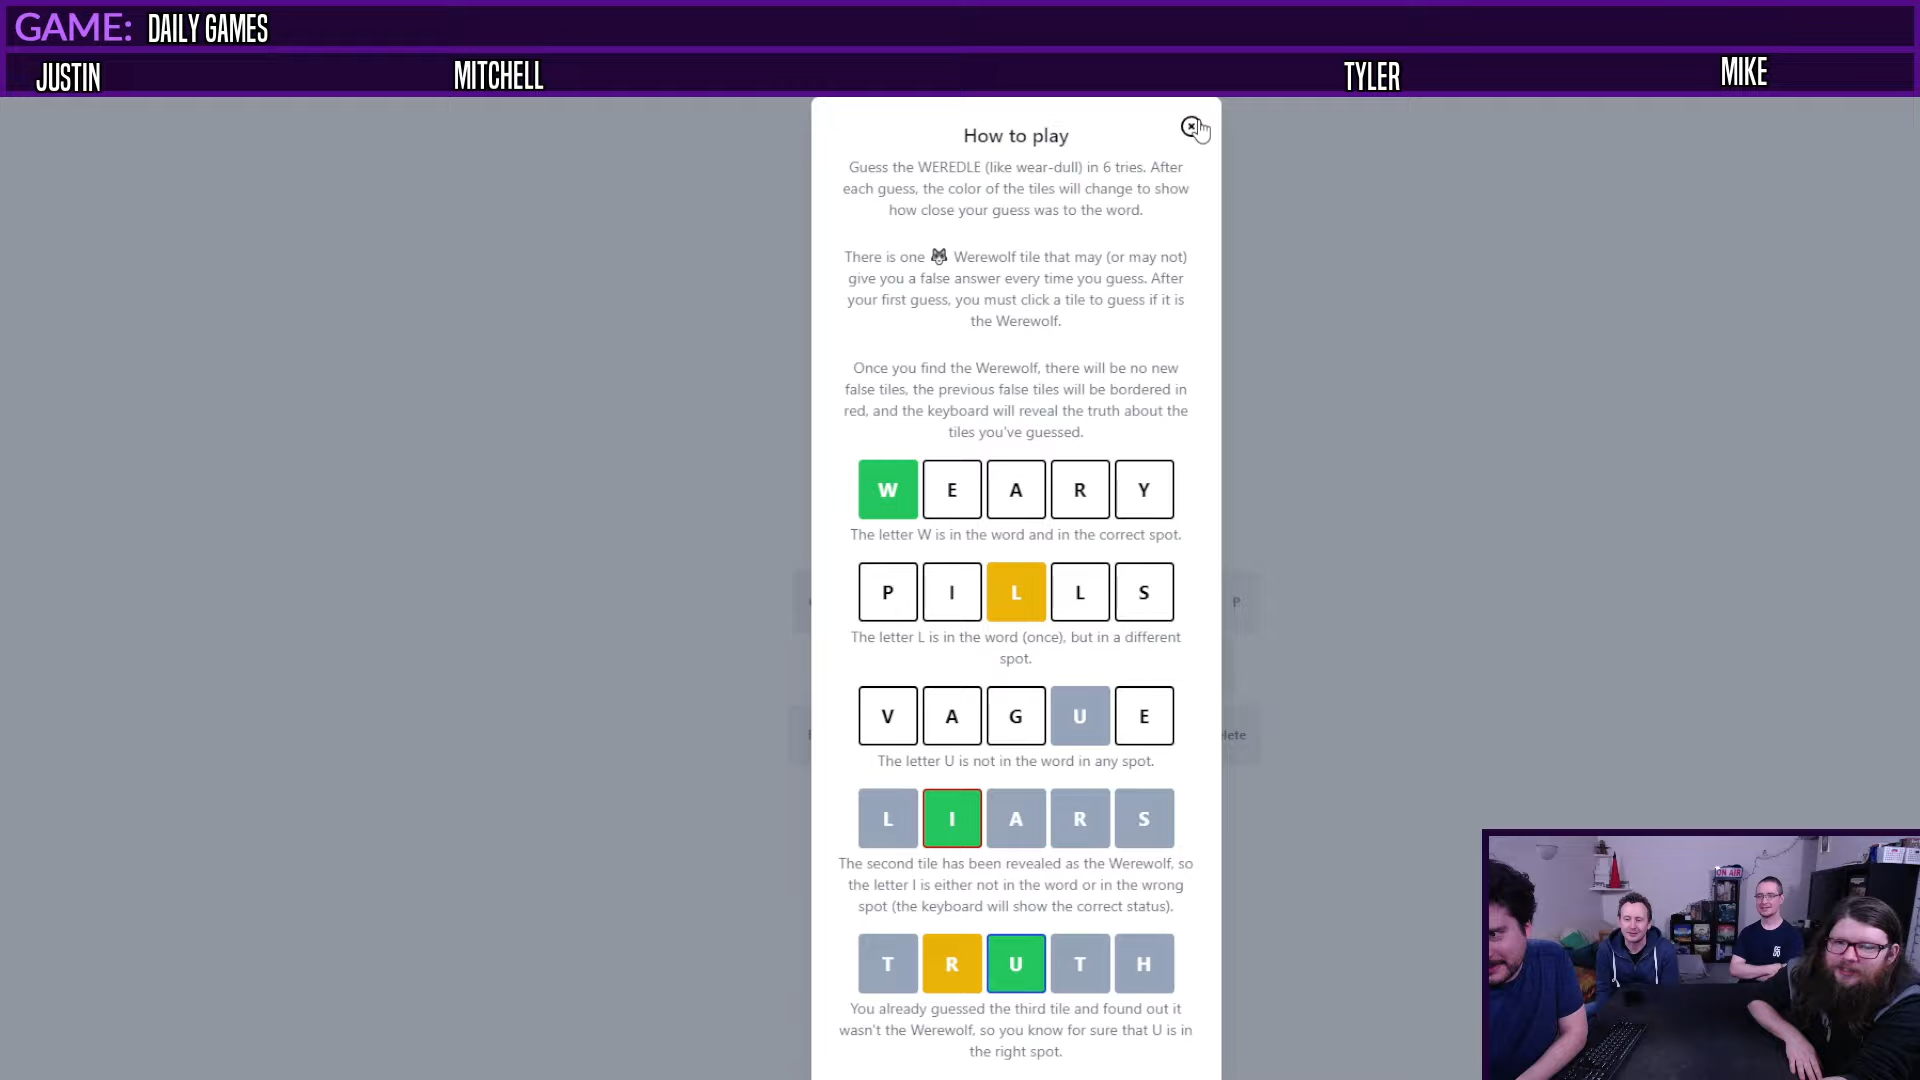 GAME: DAILY GAMES
JUSTIN MITCHELL TYLER MIKE
How to play
Guess the WEREDLE (like wear-dull) in 6 tries. After
each guess, the color of the tiles will change to show
how close your guess was to the word.
There is one Werewolf tile that may (or may not)
give you a false answer every time you guess. After
your first guess, you must click a tile to guess if it is
the Werewolf.
Once you find the Werewolf, there will be no new
false tiles, the previous false tiles will be bordered in
red, and the keyboard will reveal the truth about the
tiles you've guessed.
W E A R Y
The letter W is in the word and in the correct spot.
P I L L S
The letter L is in the word (once), but in a different
spot.
P
V A G U E
lete
The letter U is not in the word in any spot.
L I A R S
The second tile has been revealed as the Werewolf, so
the letter I is either not in the word or in the wrong
spot (the keyboard will show the correct status).
ON AIR
T R U T H
You already guessed the third tile and found out it
wasn't the Werewolf, so you know for sure that U is in
the right spot.